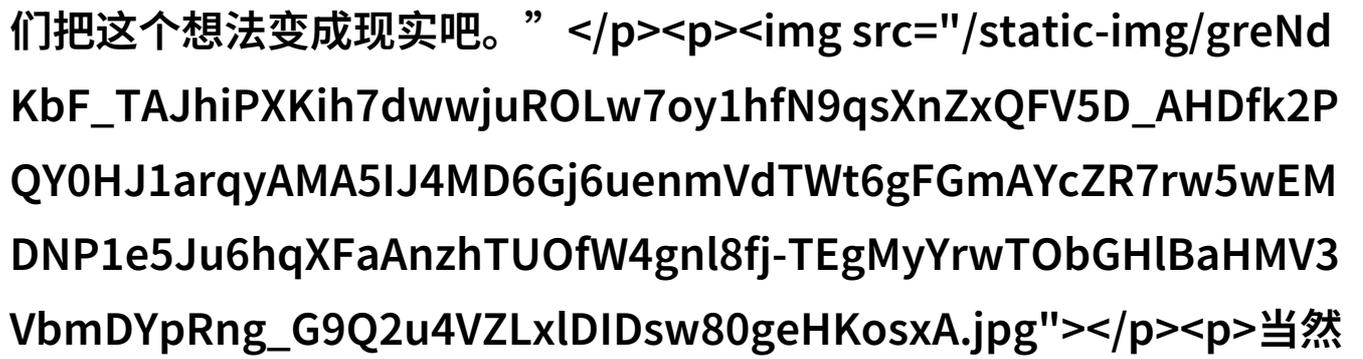 们把这个想法变成现实吧。”</p><p><img src="/static-img/greNd
KbF_TAJhiPXKih7dwwjuROLw7oy1hfN9qsXnZxQFV5D_AHDfk2P
QY0HJ1arqyAMA5IJ4MD6Gj6uenmVdTWt6gFGmAYcZR7rw5wEM
DNP1e5Ju6hqXFaAnzhTUOfW4gnl8fj-TEgMyYrwTObGHlBaHMV3
VbmDYpRng_G9Q2u4VZLxlDIDsw80geHKosxA.jpg"></p><p>当然